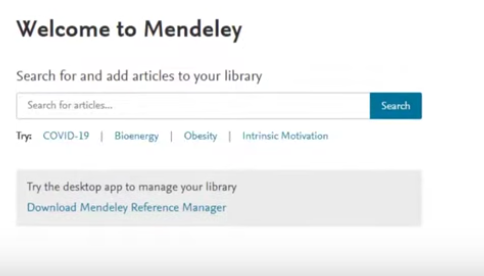 Welcome to Mendeley
Search for and add articles to your library
Search for articles.... Search
Try: COVID-19 | Bioenergy | Obesity | Intrinsic Motivation
Try the desktop app to manage your library
Download Mendeley Reference Manager